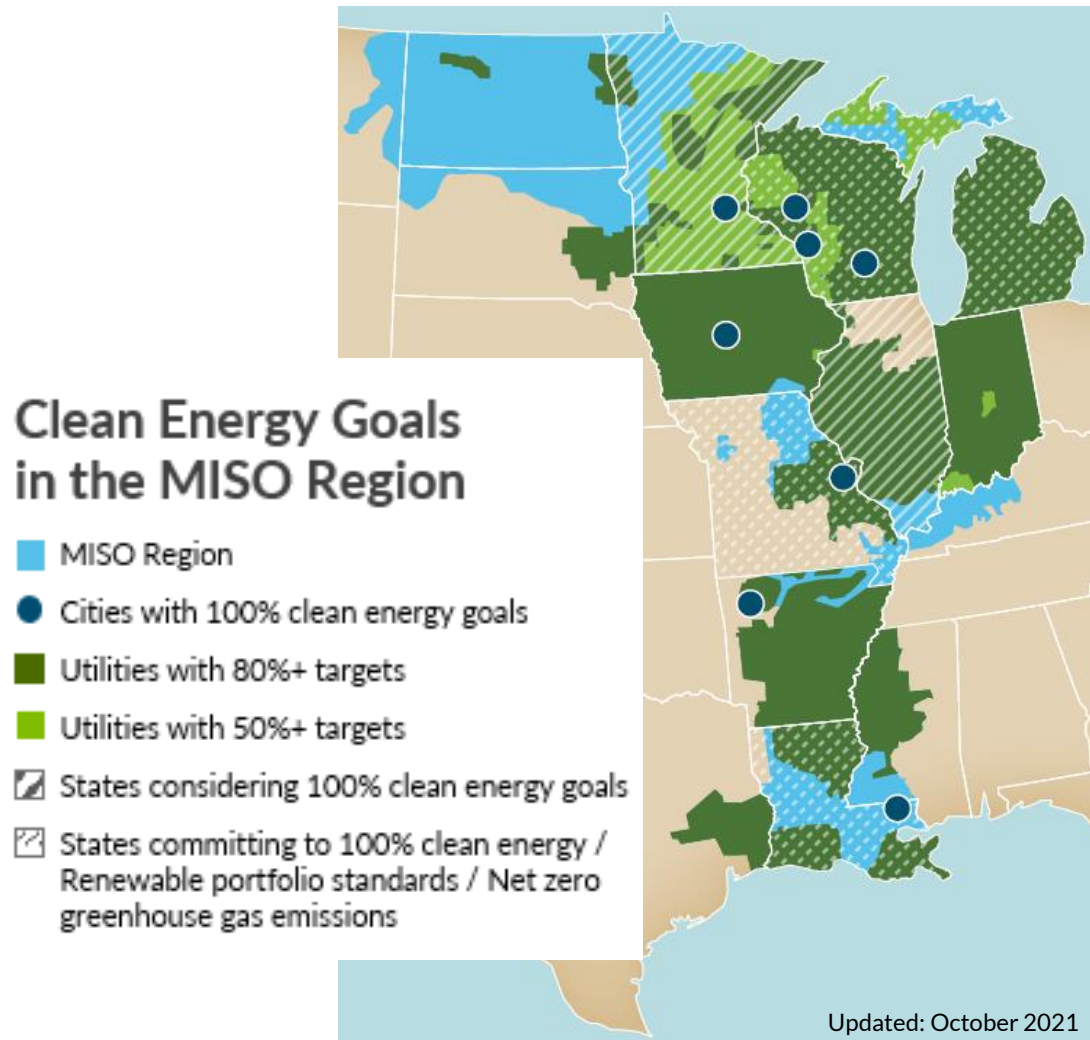 Clean Energy Goals
in the MISO Region
MISO Region
Cities with 100% clean energy goals
Utilities with 80%+ targets
Utilities with 50%+ targets
States considering 100% clean energy goals
States committing to 100% clean energy /
Renewable portfolio standards / Net zero
greenhouse gas emissions
Updated: October 2021